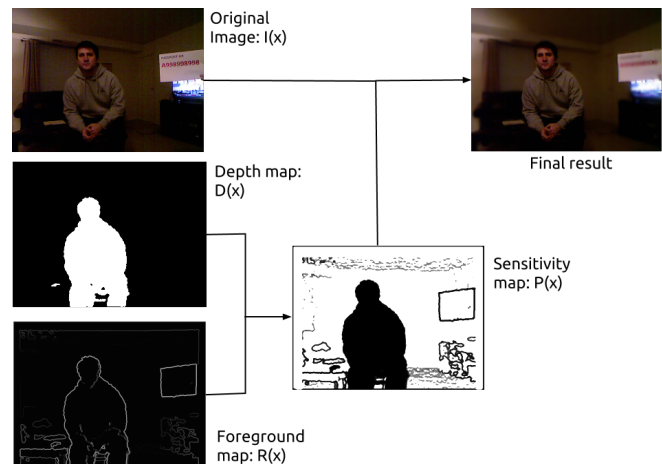 Original
Image: I(x)
Final result
Depth map:
D(x)
Sensitivity
map: P(x)
Foreground
map: R(x)